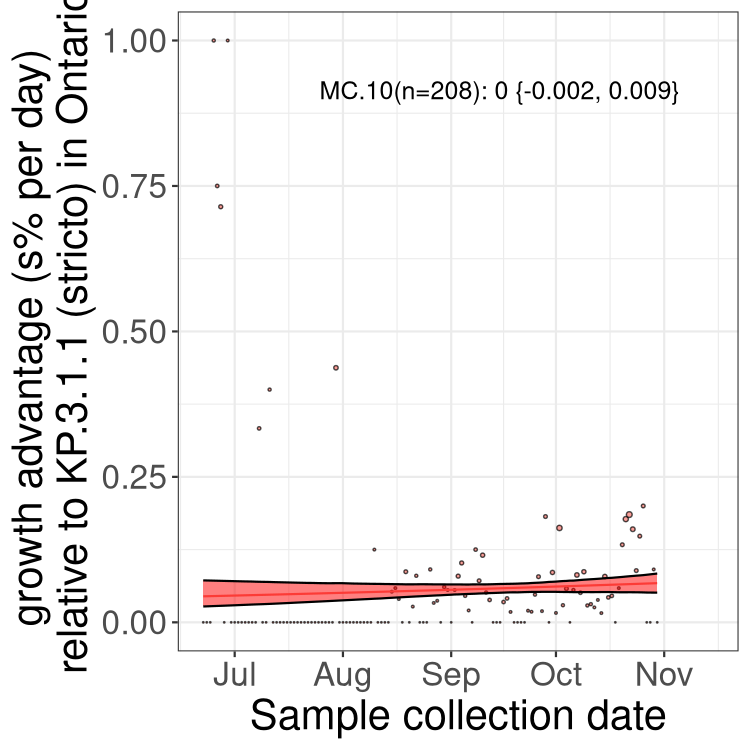 growth advantage (s% per day)
relative to KP.3.1.1 (stricto) in Ontario
1.00
0.75
0.50
0.25
0.00
MC.10(n=208): 0 {-0.002, 0.009}
Jul Aug Sep Oct Nov
Sample collection date